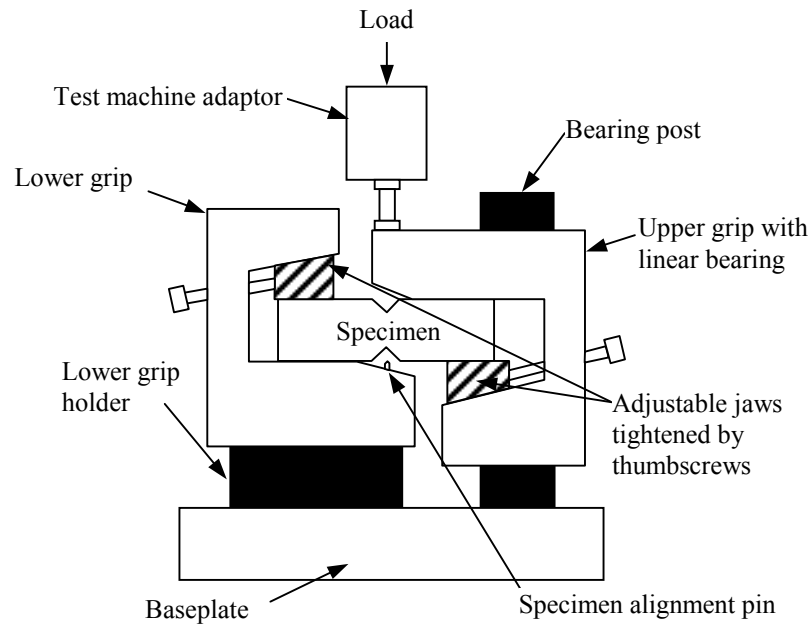 Load
Test machine adaptor
Bearing post
Lower grip
Upper grip with
linear bearing
Specimen
Lower grip
holder
Adjustable jaws
tightened by
thumbscrews
Baseplate
Specimen alignment pin